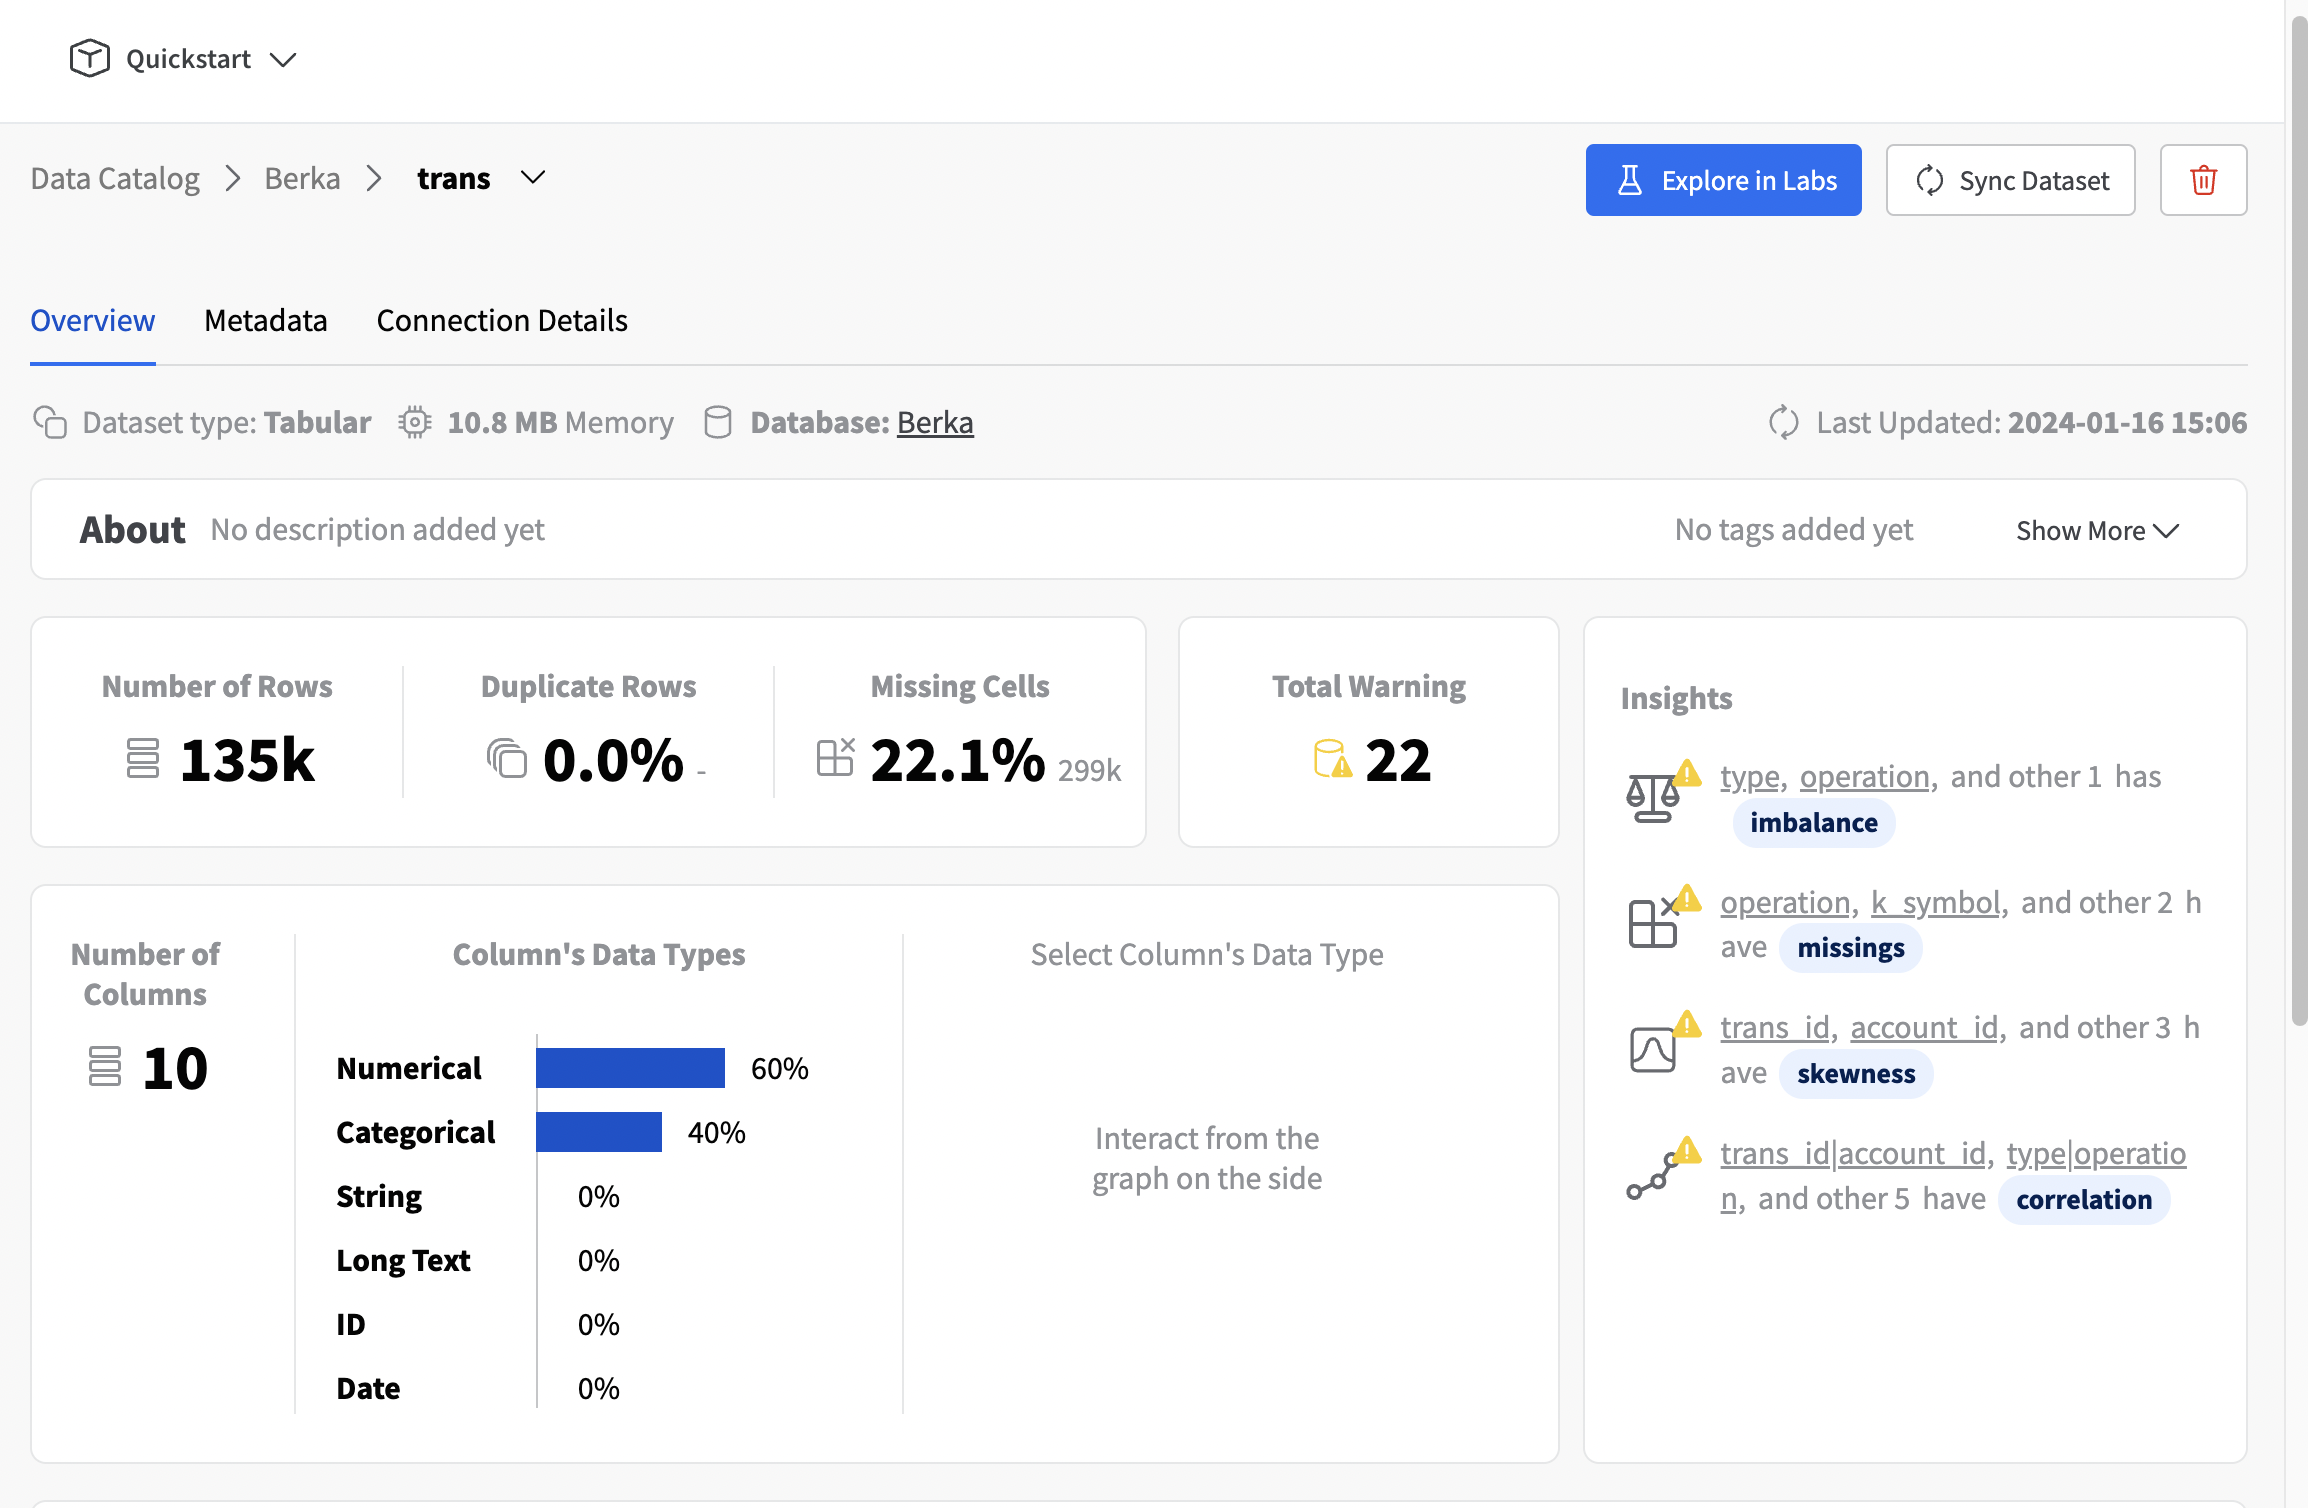 Quickstart
Data Catalog > Berka > trans
Explore in Labs
Sync Dataset
Overview
Metadata
Connection Details
Dataset type: Tabular
10.8 MB Memory
Database: Berka
Last Updated: 2024-01-16 15:06
About No description added yet
No tags added yet
Show More
Number of Rows
135k
Duplicate Rows
0.0% -
Missing Cells
22.1% 299k
Total Warning
22
Insights
type, operation, and other 1 has
imbalance
operation, k_symbol, and other 2 h
ave missings
trans_id, account_id, and other 3 h
ave skewness
trans_id|account_id, type|operatio
n, and other 5 have correlation
Number of
Columns
10
Column's Data Types
Numerical 60%
Categorical 40%
String 0%
Long Text 0%
ID 0%
Date 0%
Select Column's Data Type
Interact from the
graph on the side